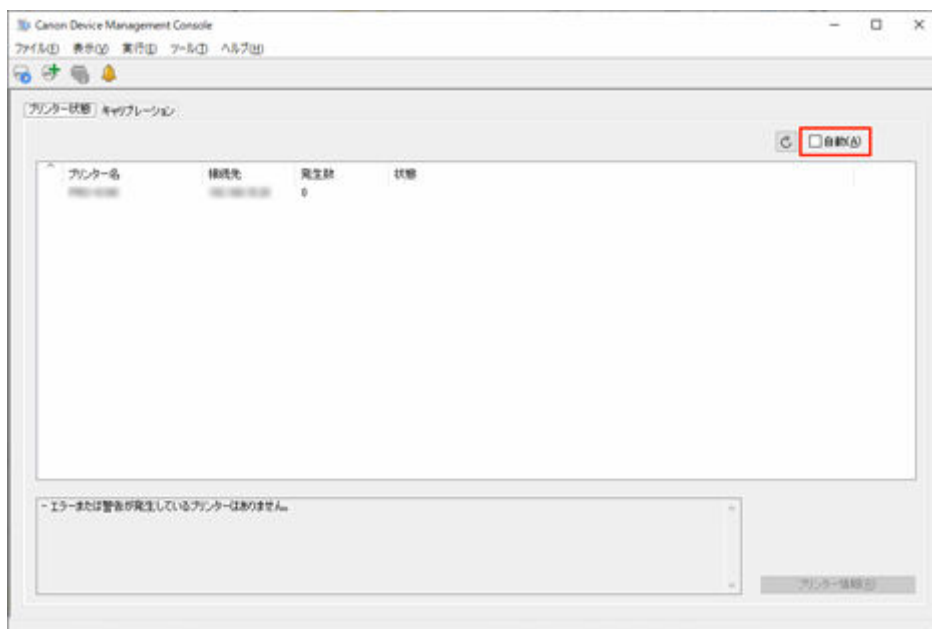 Canon Device Management Console
ファイル(F) 表示(V) 実行(E) ツール(T) ヘルプ(H)
プリンター状態 キャリブレーション
自動(A)
プリンター名 接続先 発生数 状態
0
- エラーまたは警告が発生しているプリンターはありません。
プリンター情報(P)